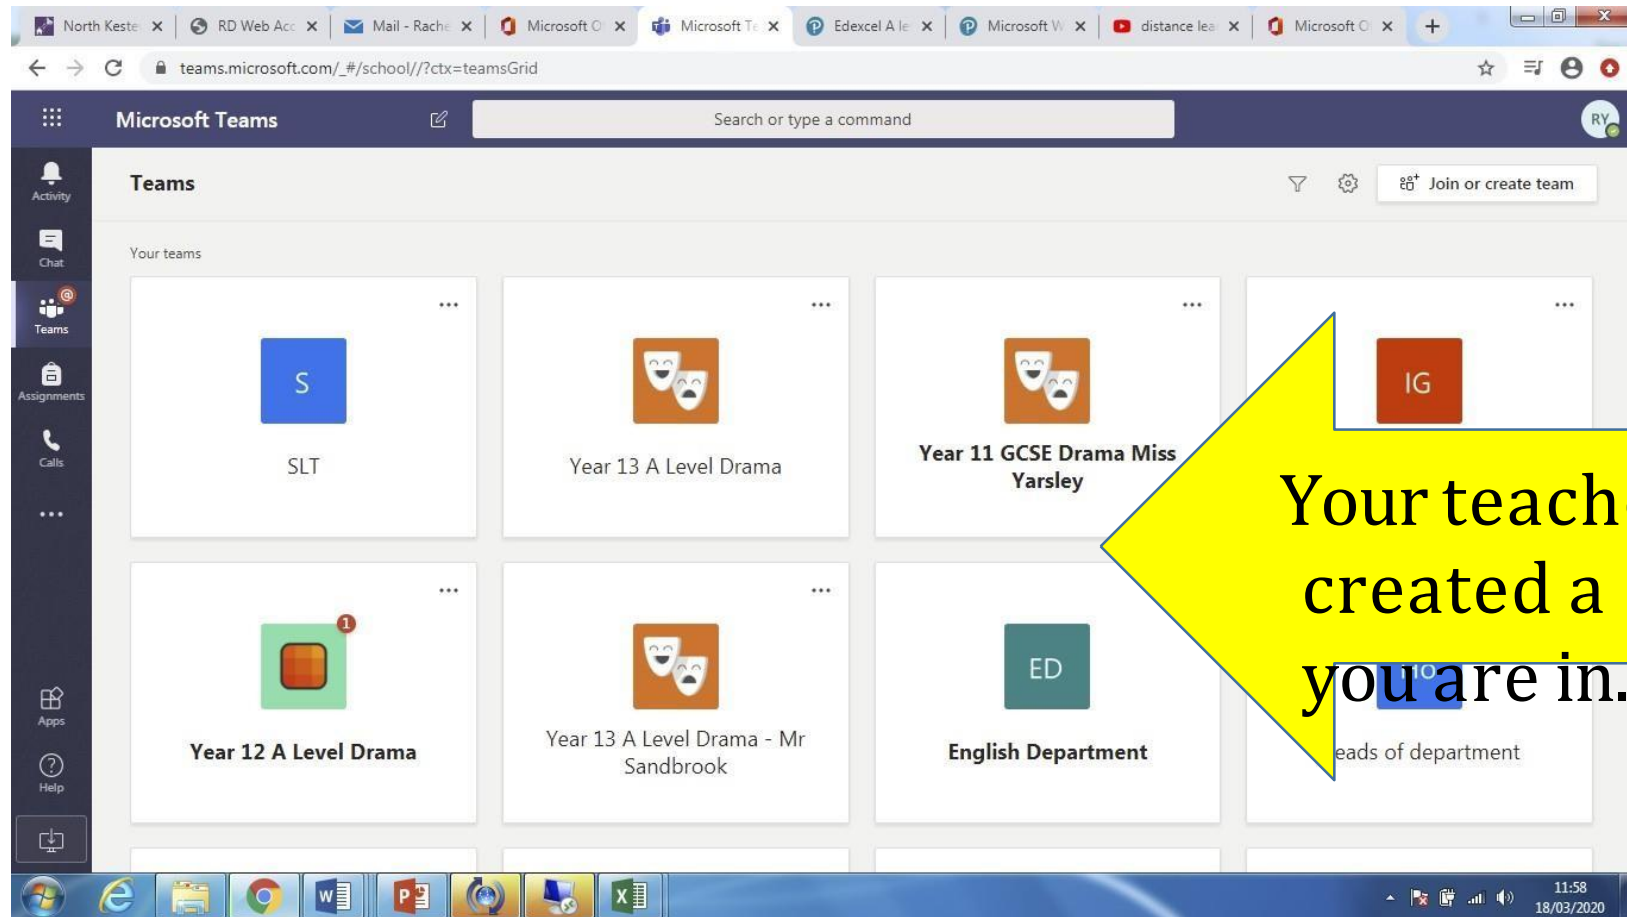 North Keste
RD Web Acc
Mail - Rache
Microsoft O
Microsoft Te
Edexcel A le
Microsoft W
distance lea
Microsoft O
teams.microsoft.com/_#/school//?ctx=teamsGrid
Microsoft Teams
Search or type a command
RY
Activity
Chat
Teams
Assignments
Calls
Apps
Help
Teams
Join or create team
Your teams
S
SLT
Year 13 A Level Drama
Year 11 GCSE Drama Miss
Yarsley
IG
Your teach
created a
you are in.
1
Year 12 A Level Drama
Year 13 A Level Drama - Mr
Sandbrook
ED
English Department
eads of department
11:58
18/03/2020